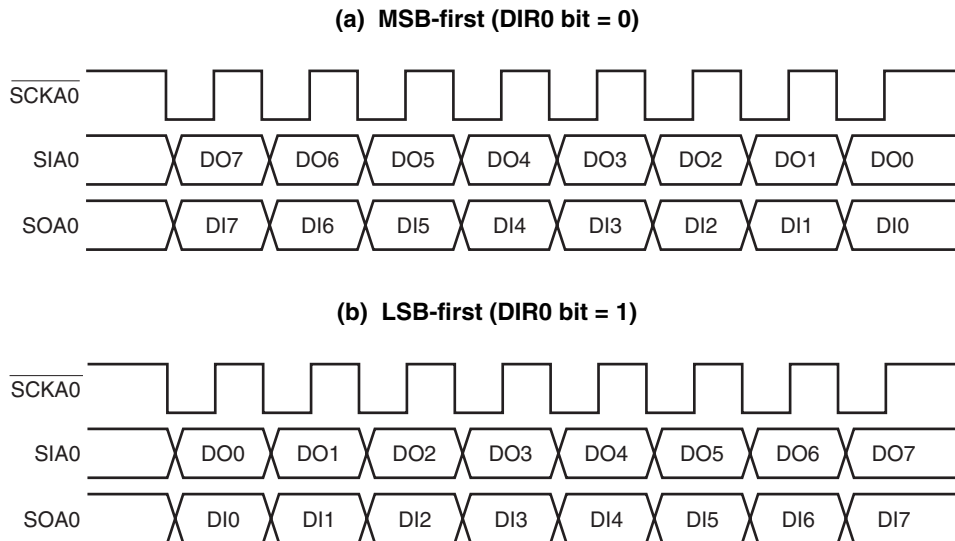 (a) MSB-first (DIR0 bit = 0)
SCKA0
SIA0 DO7 DO6 DO5 DO4 DO3 DO2 DO1 DO0
SOA0 DI7 DI6 DI5 DI4 DI3 DI2 DI1 DI0
(b) LSB-first (DIR0 bit = 1)
SCKA0
SIA0 DO0 DO1 DO2 DO3 DO4 DO5 DO6 DO7
SOA0 DI0 DI1 DI2 DI3 DI4 DI5 DI6 DI7